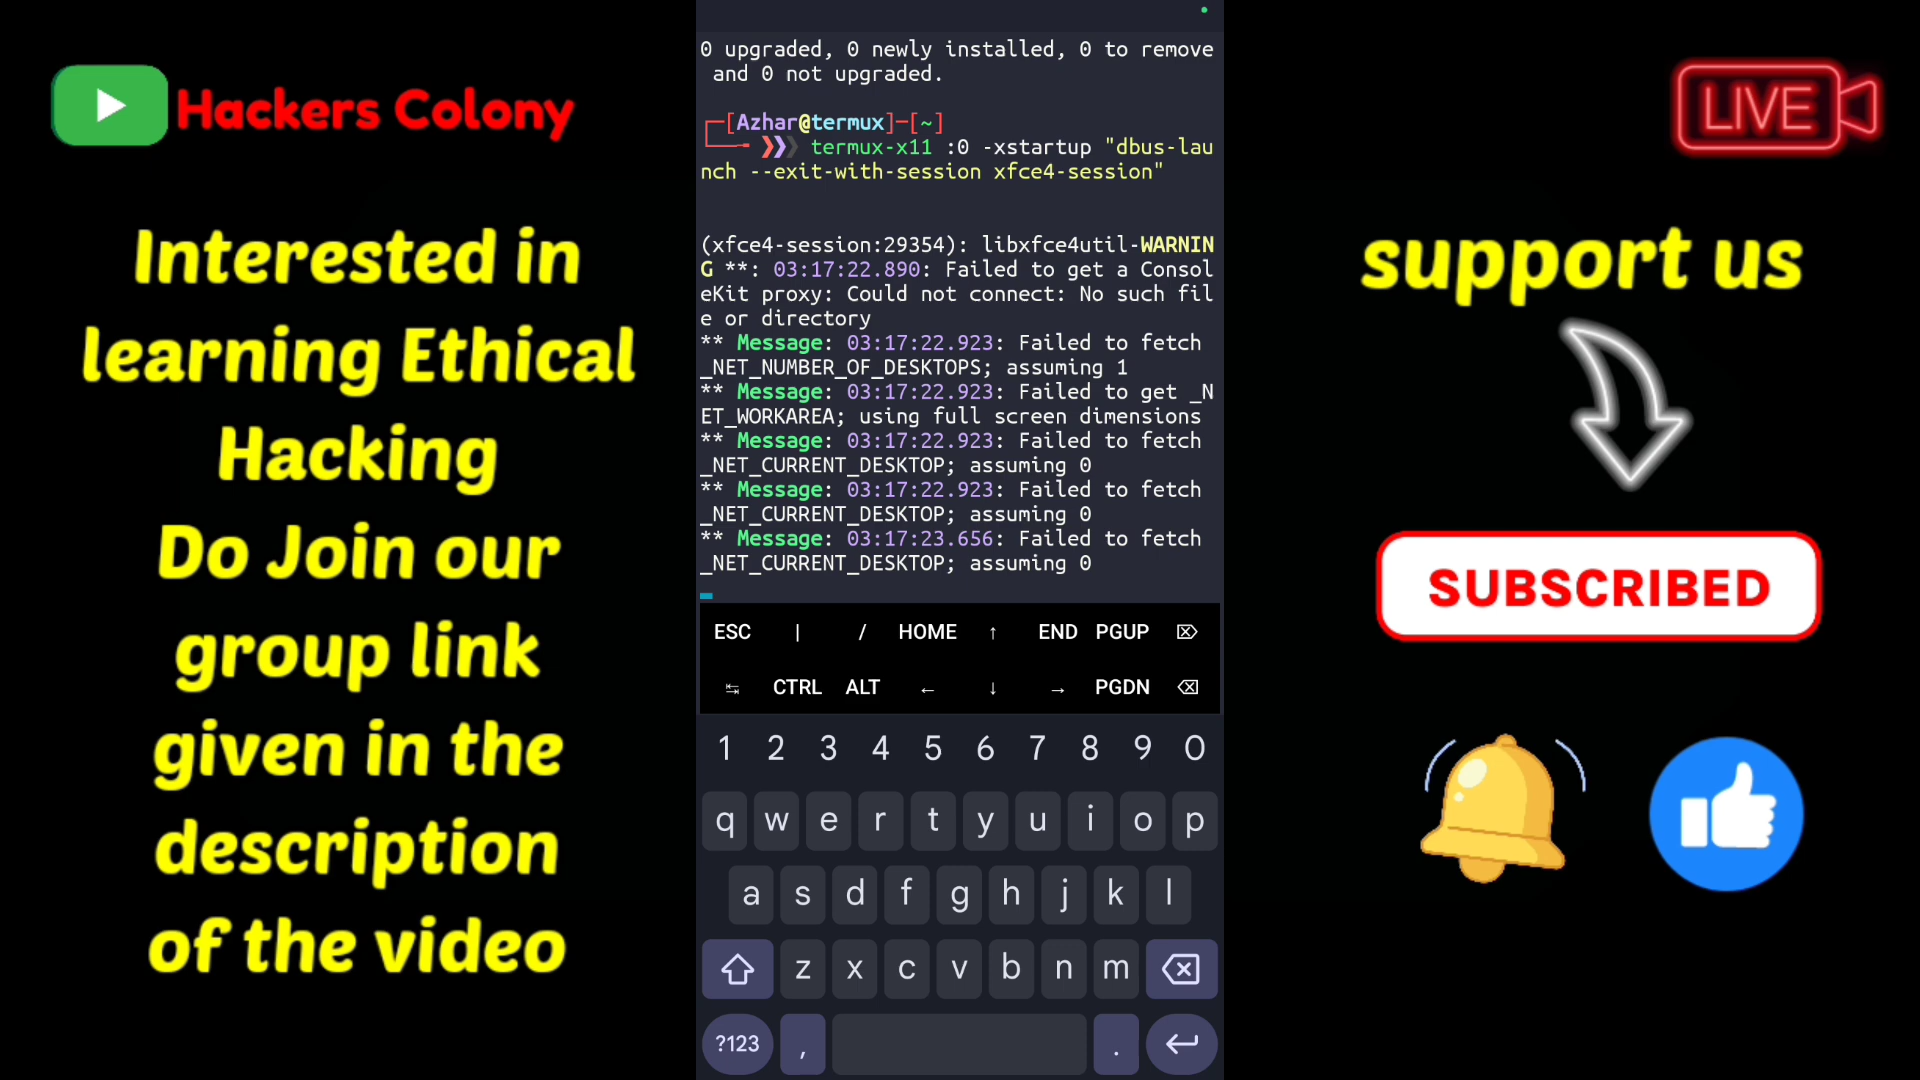 Hackers Colony
Interested in
learning Ethical
Hacking
Do Join our
group link
given in the
description
of the video
0 upgraded, 0 newly installed, 0 to remove
and 0 not upgraded.
[Azhar@termux]-[~]
termux-x11 :0 -xstartup "dbus-lau
nch --exit-with-session xfce4-session"
(xfce4-session:29354): libxfce4util-WARNIN
G **: 03:17:22.890: Failed to get a Consol
eKit proxy: Could not connect: No such fil
e or directory
** Message: 03:17:22.923: Failed to fetch
_NET_NUMBER_OF_DESKTOPS; assuming 1
** Message: 03:17:22.923: Failed to get _N
ET_WORKAREA; using full screen dimensions
** Message: 03:17:22.923: Failed to fetch
_NET_CURRENT_DESKTOP; assuming 0
** Message: 03:17:22.923: Failed to fetch
_NET_CURRENT_DESKTOP; assuming 0
** Message: 03:17:23.656: Failed to fetch
_NET_CURRENT_DESKTOP; assuming 0
ESC | / HOME ↑ END PGUP ⌦
↹ CTRL ALT ← ↓ → PGDN ⌫
1 2 3 4 5 6 7 8 9 0
q w e r t y u i o p
a s d f g h j k l
z x c v b n m
?123 , .
LIVE
support us
SUBSCRIBED